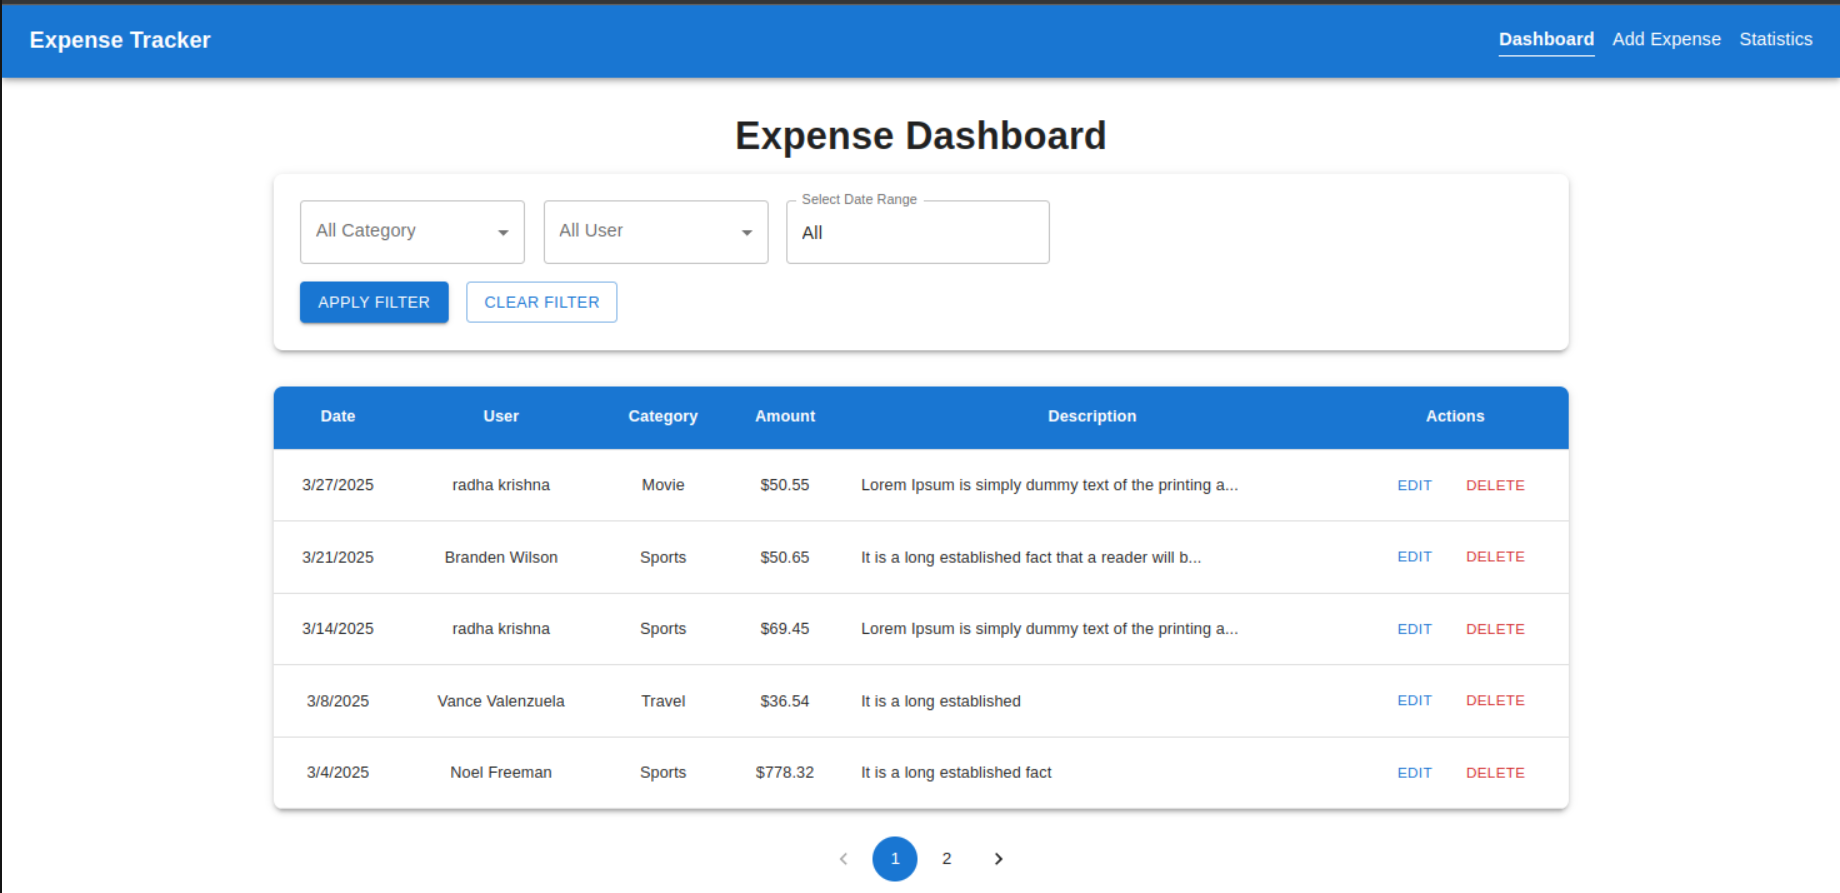 Expense Tracker Dashboard Add Expense Statistics
Expense Dashboard
Select Date Range
All Category All User All
APPLY FILTER CLEAR FILTER
Date User Category Amount Description Actions
3/27/2025 radha krishna Movie $50.55 Lorem Ipsum is simply dummy text of the printing a... EDIT DELETE
3/21/2025 Branden Wilson Sports $50.65 It is a long established fact that a reader will b... EDIT DELETE
3/14/2025 radha krishna Sports $69.45 Lorem Ipsum is simply dummy text of the printing a... EDIT DELETE
3/8/2025 Vance Valenzuela Travel $36.54 It is a long established EDIT DELETE
3/4/2025 Noel Freeman Sports $778.32 It is a long established fact EDIT DELETE
1 2